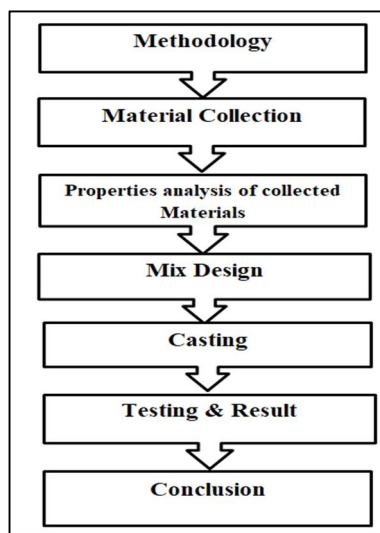 Methodology
Material Collection
Properties analysis of collected
Materials
Mix Design
Casting
Testing & Result
Conclusion